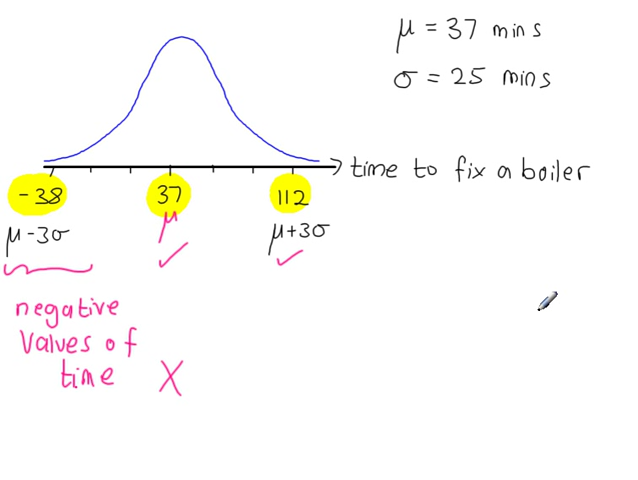 μ = 37 mins
σ = 25 mins
time to fix a boiler
-38 37 112
μ
μ-3σ μ+3σ
negative
values of
time X